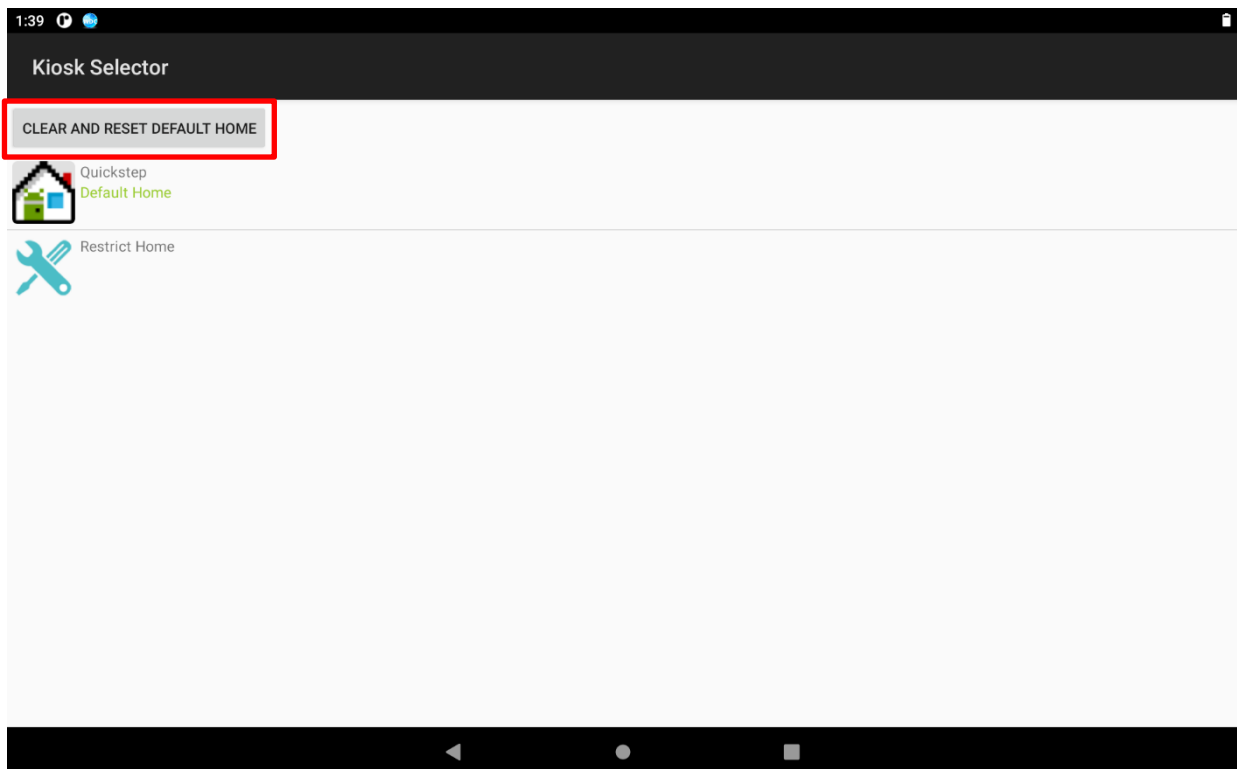 1:39
Kiosk Selector
CLEAR AND RESET DEFAULT HOME
Quickstep
Default Home
Restrict Home